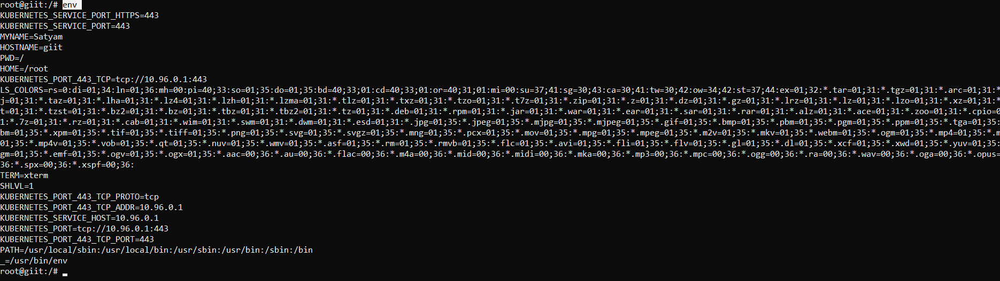 root@giit:/# env
KUBERNETES_SERVICE_PORT_HTTPS=443
KUBERNETES_SERVICE_PORT=443
MYNAME=Satyam
HOSTNAME=giit
PWD=/
HOME=/root
KUBERNETES_PORT_443_TCP=tcp://10.96.0.1:443
LS_COLORS=rs=0:di=01;34:ln=01;36:mh=00:pi=40;33:so=01;35:do=01;35:bd=40;33;01:cd=40;33;01:or=40;31;01:mi=00:su=37;41:sg=30;43:ca=30;41:tw=30;42:ow=34;42:st=37;44:ex=01;32:*.tar=01;31:*.tgz=01;31:*.arc=01;31:*
j=01;31:*.taz=01;31:*.lha=01;31:*.lz4=01;31:*.lzh=01;31:*.lzma=01;31:*.tlz=01;31:*.txz=01;31:*.tzo=01;31:*.t7z=01;31:*.zip=01;31:*.z=01;31:*.dz=01;31:*.gz=01;31:*.lrz=01;31:*.lz=01;31:*.lzo=01;31:*.xz=01;31:*
t=01;31:*.tzst=01;31:*.bz2=01;31:*.bz=01;31:*.tbz=01;31:*.tbz2=01;31:*.tz=01;31:*.deb=01;31:*.rpm=01;31:*.jar=01;31:*.war=01;31:*.ear=01;31:*.sar=01;31:*.rar=01;31:*.alz=01;31:*.ace=01;31:*.zoo=01;31:*.cpio=0
1:*.7z=01;31:*.rz=01;31:*.cab=01;31:*.wim=01;31:*.swm=01;31:*.dwm=01;31:*.esd=01;31:*.jpg=01;35:*.jpeg=01;35:*.mjpg=01;35:*.mjpeg=01;35:*.gif=01;35:*.bmp=01;35:*.pbm=01;35:*.pgm=01;35:*.ppm=01;35:*.tga=01;35:
bm=01;35:*.xpm=01;35:*.tif=01;35:*.tiff=01;35:*.png=01;35:*.svg=01;35:*.svgz=01;35:*.mng=01;35:*.pcx=01;35:*.mov=01;35:*.mpg=01;35:*.mpeg=01;35:*.m2v=01;35:*.mkv=01;35:*.webm=01;35:*.ogm=01;35:*.mp4=01;35:*.m
01;35:*.mp4v=01;35:*.vob=01;35:*.qt=01;35:*.nuv=01;35:*.wmv=01;35:*.asf=01;35:*.rm=01;35:*.rmvb=01;35:*.flc=01;35:*.avi=01;35:*.fli=01;35:*.flv=01;35:*.gl=01;35:*.dl=01;35:*.xcf=01;35:*.xwd=01;35:*.yuv=01;35:
gm=01;35:*.emf=01;35:*.ogv=01;35:*.ogx=01;35:*.aac=00;36:*.au=00;36:*.flac=00;36:*.m4a=00;36:*.mid=00;36:*.midi=00;36:*.mka=00;36:*.mp3=00;36:*.mpc=00;36:*.ogg=00;36:*.ra=00;36:*.wav=00;36:*.oga=00;36:*.opus=
36:*.spx=00;36:*.xspf=00;36:
TERM=xterm
SHLVL=1
KUBERNETES_PORT_443_TCP_PROTO=tcp
KUBERNETES_PORT_443_TCP_ADDR=10.96.0.1
KUBERNETES_SERVICE_HOST=10.96.0.1
KUBERNETES_PORT=tcp://10.96.0.1:443
KUBERNETES_PORT_443_TCP_PORT=443
PATH=/usr/local/sbin:/usr/local/bin:/usr/sbin:/usr/bin:/sbin:/bin
_=/usr/bin/env
root@giit:/#